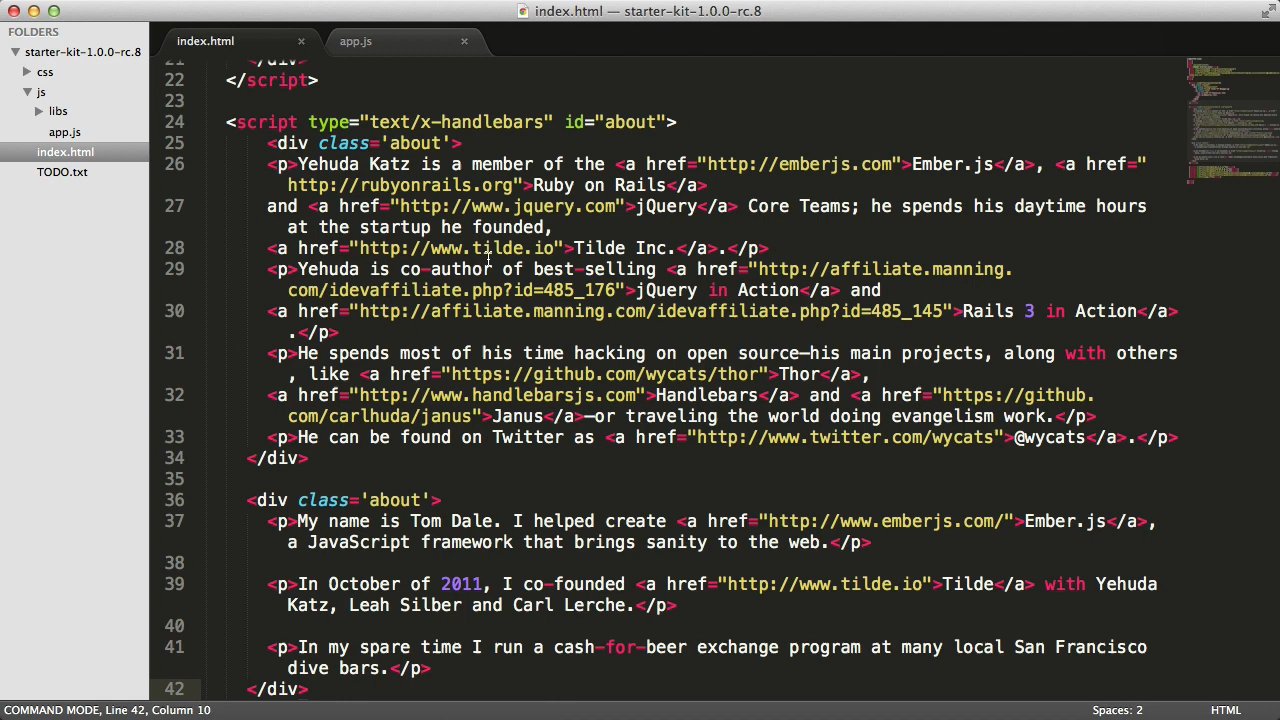 index.html — starter-kit-1.0.0-rc.8
FOLDERS
starter-kit-1.0.0-rc.8
css
js
libs
app.js
index.html
TODO.txt
index.html ×
app.js ×
21 </div>
22 </script>
23
24 <script type="text/x-handlebars" id="about">
25 <div class='about'>
26 <p>Yehuda Katz is a member of the <a href="http://emberjs.com">Ember.js</a>, <a href="
http://rubyonrails.org">Ruby on Rails</a>
27 and <a href="http://www.jquery.com">jQuery</a> Core Teams; he spends his daytime hours
at the startup he founded,
28 <a href="http://www.tilde.io">Tilde Inc.</a>.</p>
29 <p>Yehuda is co-author of best-selling <a href="http://affiliate.manning.
com/idevaffiliate.php?id=485_176">jQuery in Action</a> and
30 <a href="http://affiliate.manning.com/idevaffiliate.php?id=485_145">Rails 3 in Action</a>
.</p>
31 <p>He spends most of his time hacking on open source—his main projects, along with others
, like <a href="https://github.com/wycats/thor">Thor</a>,
32 <a href="http://www.handlebarsjs.com">Handlebars</a> and <a href="https://github.
com/carlhuda/janus">Janus</a>—or traveling the world doing evangelism work.</p>
33 <p>He can be found on Twitter as <a href="http://www.twitter.com/wycats">@wycats</a>.</p>
34 </div>
35
36 <div class='about'>
37 <p>My name is Tom Dale. I helped create <a href="http://www.emberjs.com/">Ember.js</a>,
a JavaScript framework that brings sanity to the web.</p>
38
39 <p>In October of 2011, I co-founded <a href="http://www.tilde.io">Tilde</a> with Yehuda
Katz, Leah Silber and Carl Lerche.</p>
40
41 <p>In my spare time I run a cash-for-beer exchange program at many local San Francisco
dive bars.</p>
42 </div>
COMMAND MODE, Line 42, Column 10
Spaces: 2
HTML